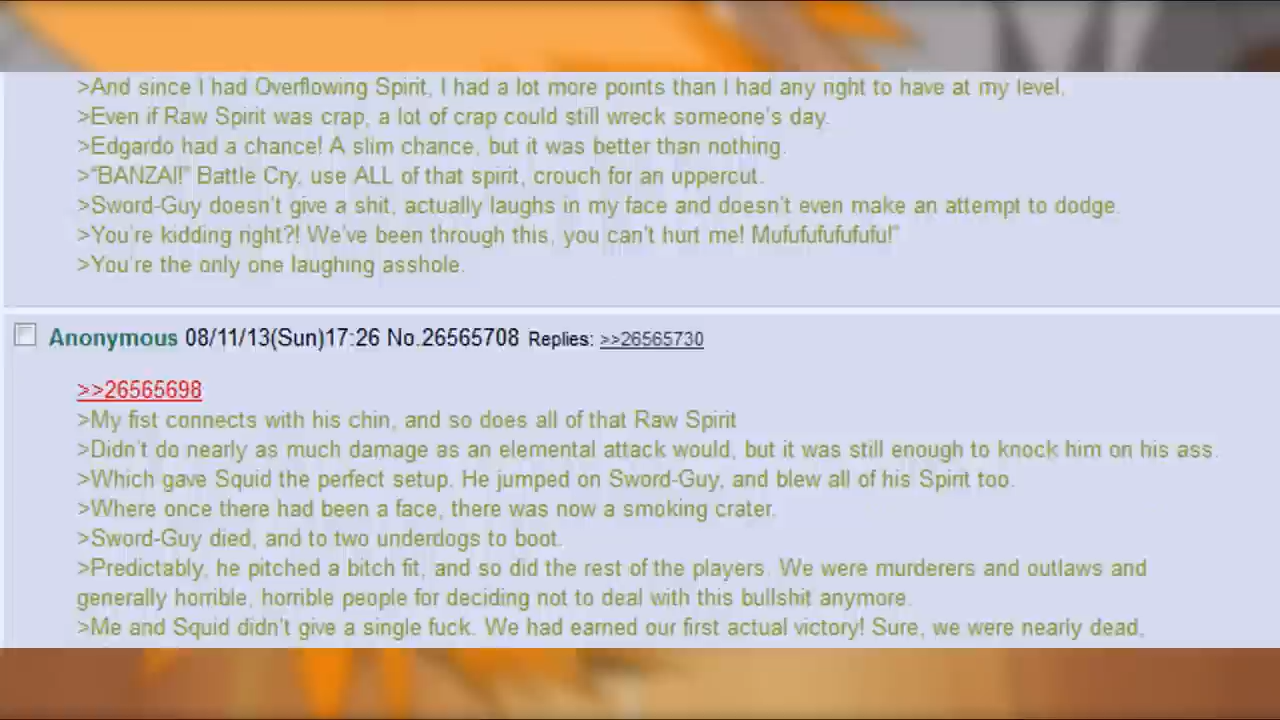 >And since I had Overflowing Spirit, I had a lot more points than I had any right to have at my level.
>Even if Raw Spirit was crap, a lot of crap could still wreck someone's day.
>Edgardo had a chance! A slim chance, but it was better than nothing.
>"BANZAI!" Battle Cry, use ALL of that spirit, crouch for an uppercut.
>Sword-Guy doesn't give a shit, actually laughs in my face and doesn't even make an attempt to dodge.
>You're kidding right?! We've been through this, you can't hurt me! Mufufufufufufu!"
>You're the only one laughing asshole.
Anonymous 08/11/13(Sun)17:26 No.26565708 Replies: >>26565730
>>26565698
>My fist connects with his chin, and so does all of that Raw Spirit
>Didn't do nearly as much damage as an elemental attack would, but it was still enough to knock him on his ass.
>Which gave Squid the perfect setup. He jumped on Sword-Guy, and blew all of his Spirit too.
>Where once there had been a face, there was now a smoking crater.
>Sword-Guy died, and to two underdogs to boot.
>Predictably, he pitched a bitch fit, and so did the rest of the players. We were murderers and outlaws and
generally horrible, horrible people for deciding not to deal with this bullshit anymore.
>Me and Squid didn't give a single fuck. We had earned our first actual victory! Sure, we were nearly dead,